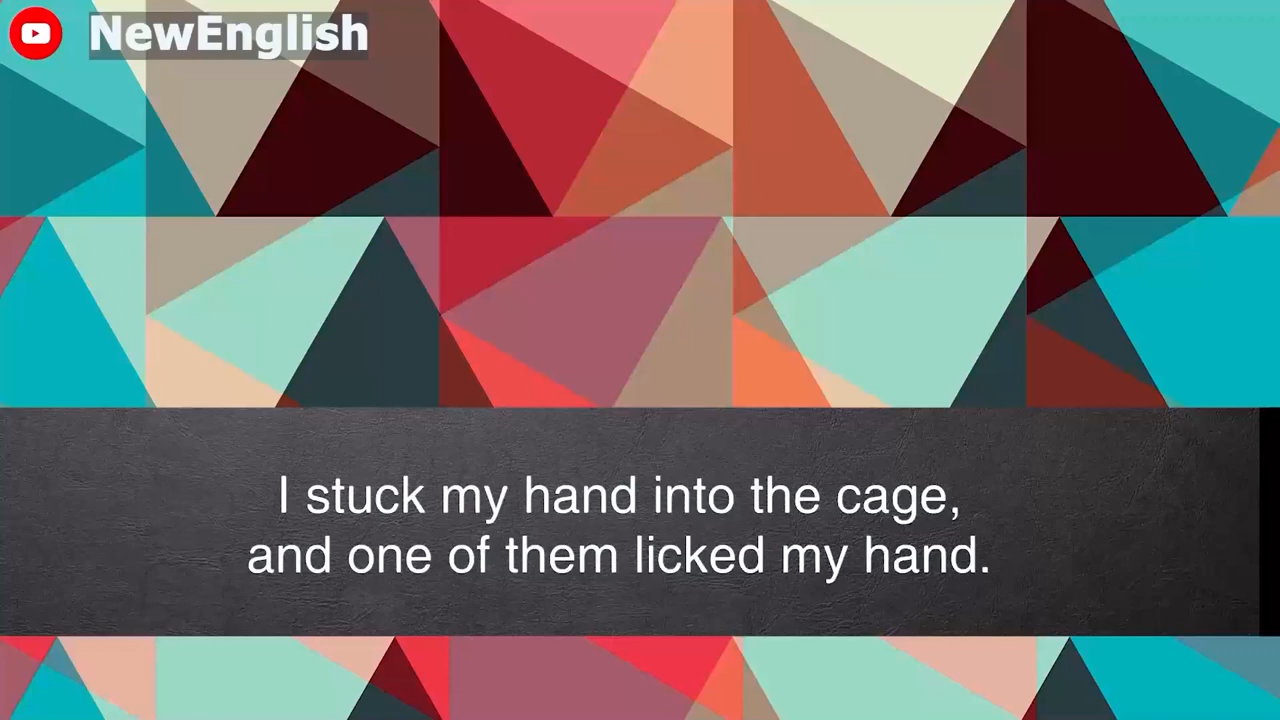 NewEnglish
I stuck my hand into the cage,
and one of them licked my hand.